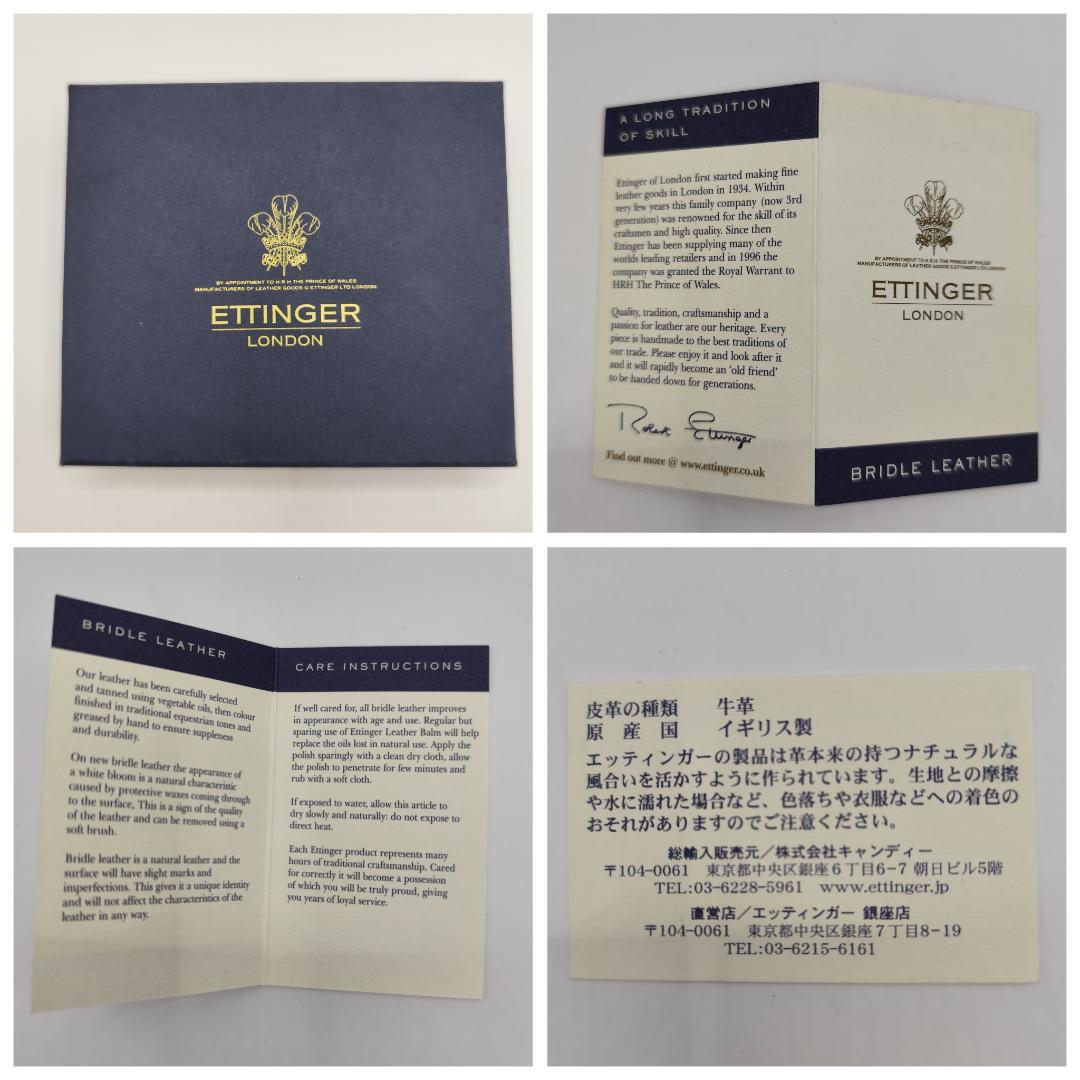 BY APPOINTMENT TO H.R.H. THE PRINCE OF WALES
MANUFACTURERS OF LEATHER GOODS G.ETTINGER LTD LONDON
ETTINGER
LONDON
A LONG TRADITION
OF SKILL
Ettinger of London first started making fine
leather goods in London in 1934. Within
very few years this family company (now 3rd
generation) was renowned for the skill of its
craftsmen and high quality. Since then
Ettinger has been supplying many of the
worlds leading retailers and in 1996 the
company was granted the Royal Warrant to
HRH The Prince of Wales.
Quality, tradition, craftsmanship and a
passion for leather are our heritage. Every
piece is handmade to the best traditions of
our trade. Please enjoy it and look after it
and it will rapidly become an 'old friend'
to be handed down for generations.
Robert Ettinger
Find out more @ www.ettinger.co.uk
BY APPOINTMENT TO H.R.H. THE PRINCE OF WALES
MANUFACTURERS OF LEATHER GOODS G.ETTINGER LTD LONDON
ETTINGER
LONDON
BRIDLE LEATHER
BRIDLE LEATHER
Our leather has been carefully selected
and tanned using vegetable oils, then colour
finished in traditional equestrian tones and
greased by hand to ensure suppleness
and durability.
On new bridle leather the appearance of
a white bloom is a natural characteristic
caused by protective waxes coming through
to the surface, This is a sign of the quality
of the leather and can be removed using a
soft brush.
Bridle leather is a natural leather and the
surface will have slight marks and
imperfections. This gives it a unique identity
and will not affect the characteristics of the
leather in any way.
CARE INSTRUCTIONS
If well cared for, all bridle leather improves
in appearance with age and use. Regular but
sparing use of Ettinger Leather Balm will help
replace the oils lost in natural use. Apply the
polish sparingly with a clean dry cloth, allow
the polish to penetrate for few minutes and
rub with a soft cloth.
If exposed to water, allow this article to
dry slowly and naturally: do not expose to
direct heat.
Each Ettinger product represents many
hours of traditional craftsmanship. Cared
for correctly it will become a possession
of which you will be truly proud, giving
you years of loyal service.
皮革の種類 牛革
原産国 イギリス製
エッティンガーの製品は革本来の持つナチュラルな
風合いを活かすように作られています。生地との摩擦
や水に濡れた場合など、色落ちや衣服などへの着色の
おそれがありますのでご注意ください。
総輸入販売元／株式会社キャンディー
〒104-0061 東京都中央区銀座6丁目6-7 朝日ビル5階
TEL:03-6228-5961 www.ettinger.jp
直営店／エッティンガー 銀座店
〒104-0061 東京都中央区銀座7丁目8-19
TEL:03-6215-6161